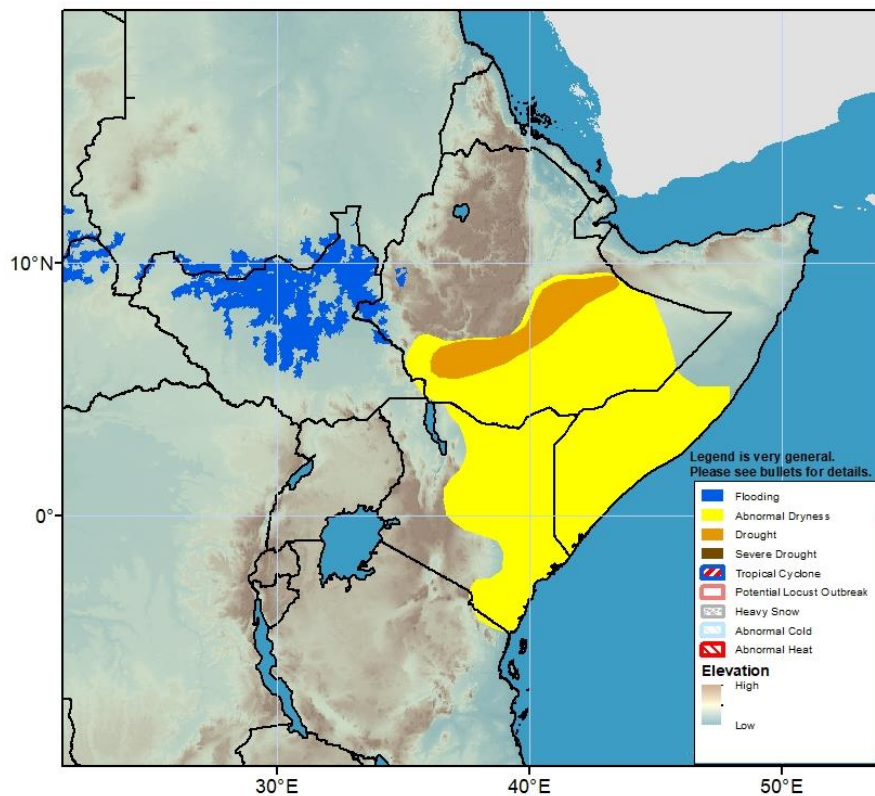 10°N
0°
Legend is very general.
Please see bullets for details.
Flooding
Abnormal Dryness
Drought
Severe Drought
Tropical Cyclone
Potential Locust Outbreak
Heavy Snow
Abnormal Cold
Abnormal Heat
Elevation
High
Low
30°E
40°E
50°E